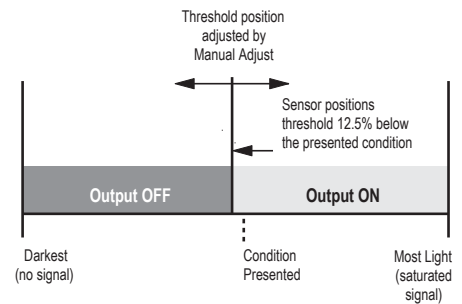 Threshold position
adjusted by
Manual Adjust
Sensor positions
threshold 12.5% below
the presented condition
Output OFF
Output ON
Darkest
(no signal)
Condition
Presented
Most Light
(saturated
signal)